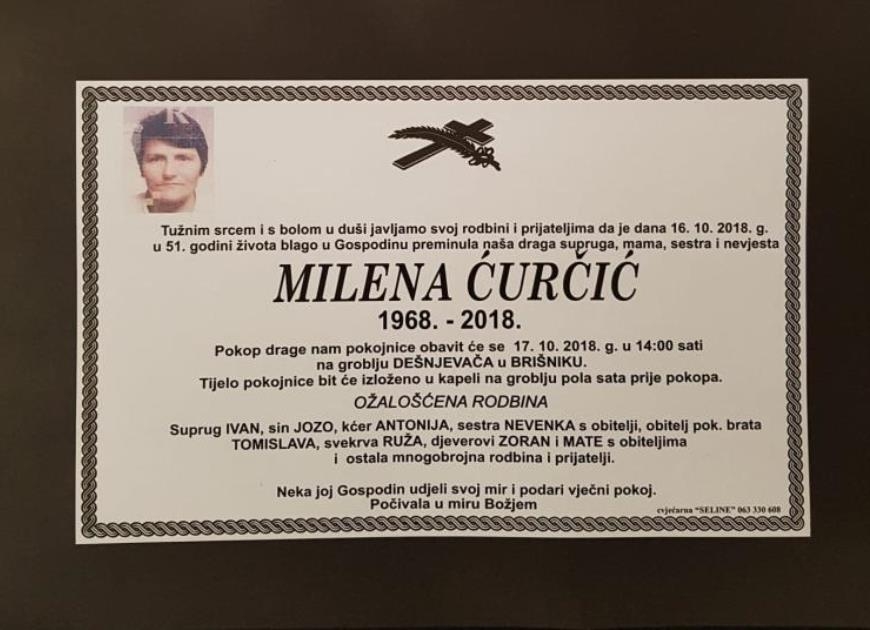 Tužnim srcem i s bolom u duši javljamo svoj rodbini i prijateljima da je dana 16. 10. 2018. g.
u 51. godini života blago u Gospodinu preminula naša draga supruga, mama, sestra i nevjesta
MILENA ĆURČIĆ
1968. - 2018.
Pokop drage nam pokojnice obavit će se 17. 10. 2018. g. u 14:00 sati
na groblju DEŠNJEVAČA u BRIŠNIKU.
Tijelo pokojnice bit će izloženo u kapeli na groblju pola sata prije pokopa.
OŽALOŠĆENA RODBINA
Suprug IVAN, sin JOZO, kćer ANTONIJA, sestra NEVENKA s obitelji, obitelj pok. brata
TOMISLAVA, svekrva RUŽA, djeverovi ZORAN i MATE s obiteljima
i ostala mnogobrojna rodbina i prijatelji.
Neka joj Gospodin udjeli svoj mir i podari vječni pokoj.
Počivala u miru Božjem
cvjećarna "SELINE" 063 330 608